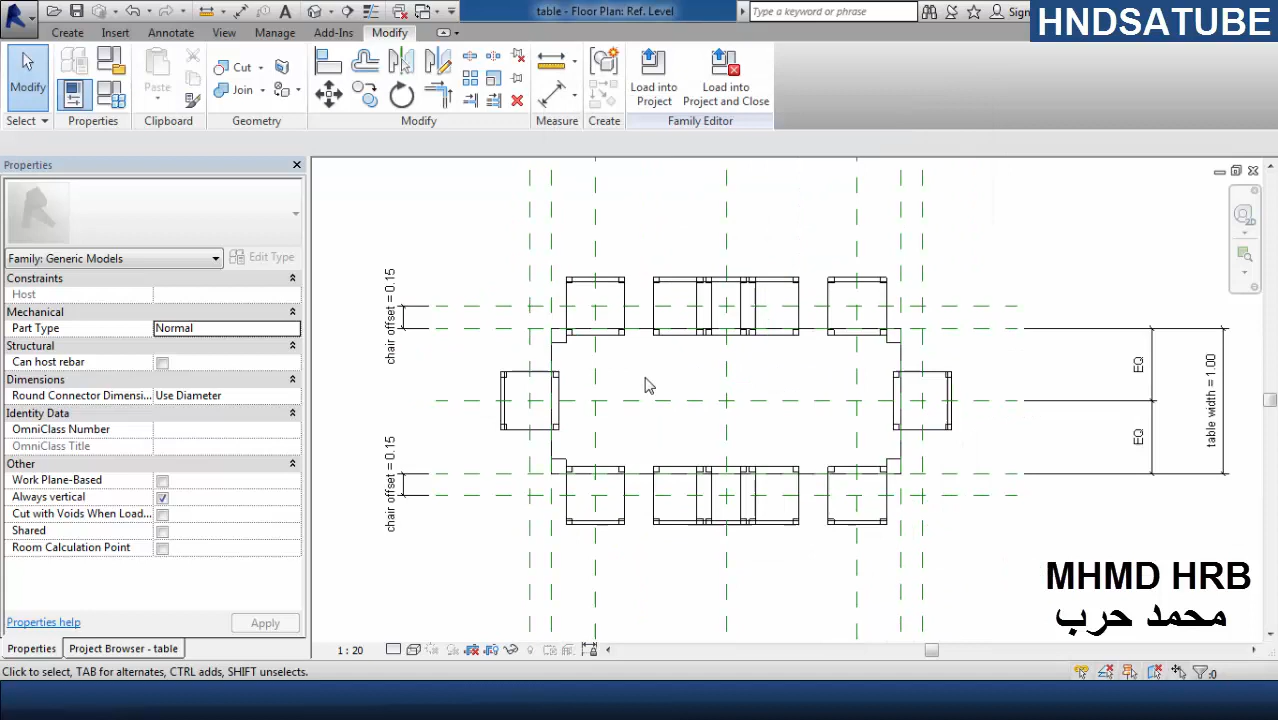 table - Floor Plan: Ref. Level
Type a keyword or phrase
Sign
HNDSATUBE
Create Insert Annotate View Manage Add-Ins Modify
Modify
Paste
Cut
Join
Load into Project
Load into Project and Close
Select Properties Clipboard Geometry Modify Measure Create Family Editor
Properties
Family: Generic Models
Edit Type
Constraints
Host
Mechanical
Part Type Normal
Structural
Can host rebar
Dimensions
Round Connector Dimensi... Use Diameter
Identity Data
OmniClass Number
OmniClass Title
Other
Work Plane-Based
Always vertical
Cut with Voids When Load...
Shared
Room Calculation Point
Properties help
Apply
Properties
Project Browser - table
chair offset = 0.15
chair offset = 0.15
EQ
EQ
table width = 1.00
2D
MHMD HRB
محمد حرب
1 : 20
Click to select, TAB for alternates, CTRL adds, SHIFT unselects.
:0